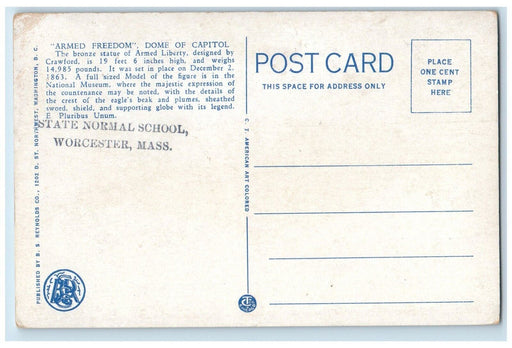 "ARMED FREEDOM", DOME OF CAPITOL
The bronze statue of Armed Liberty, designed by
Crawford, is 19 feet 6 inches high, and weighs
14,985 pounds. It was set in place on December 2,
1863. A full sized Model of the figure is in the
National Museum, where the majestic expression of
the countenance may be noted, with the details of
the crest of the eagle's beak and plumes, sheathed
sword, shield, and supporting globe with its legend.
E Pluribus Unum.
STATE NORMAL SCHOOL,
WORCESTER, MASS.
PUBLISHED BY B. S. REYNOLDS CO., 1202 D. ST. NORTHWEST, WASHINGTON, D. C.
C. T. AMERICAN ART COLORED
POST CARD
THIS SPACE FOR ADDRESS ONLY
PLACE
ONE CENT
STAMP
HERE